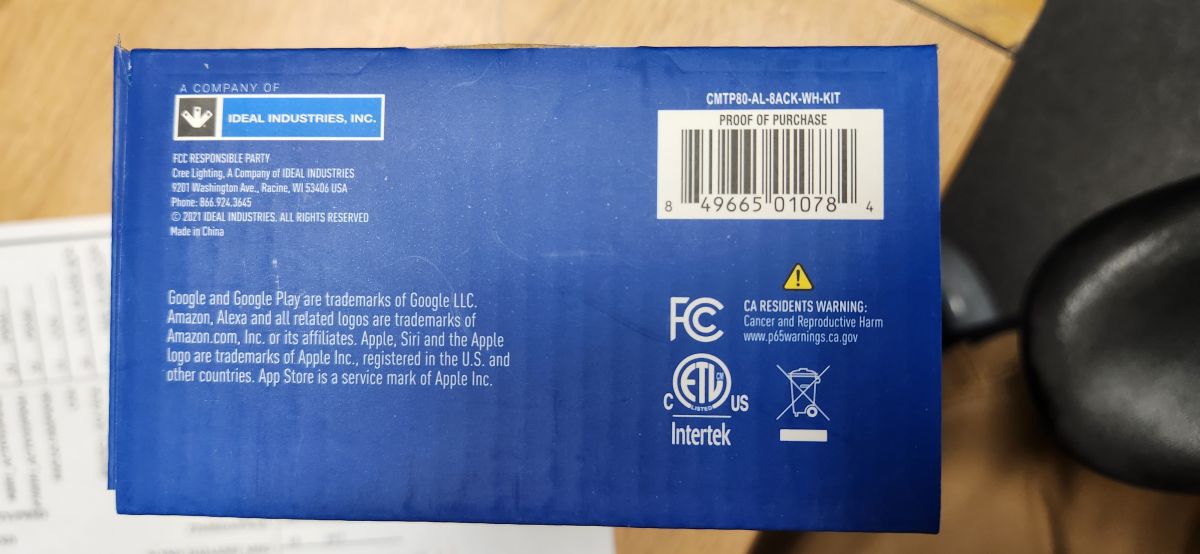 A COMPANY OF
IDEAL INDUSTRIES, INC.
FCC RESPONSIBLE PARTY
Cree Lighting, A Company of IDEAL INDUSTRIES
9201 Washington Ave., Racine, WI 53406 USA
Phone: 866.924.3645
© 2021 IDEAL INDUSTRIES. ALL RIGHTS RESERVED
Made in China
Google and Google Play are trademarks of Google LLC.
Amazon, Alexa and all related logos are trademarks of
Amazon.com, Inc. or its affiliates. Apple, Siri and the Apple
logo are trademarks of Apple Inc., registered in the U.S. and
other countries. App Store is a service mark of Apple Inc.
CMTP80-AL-8ACK-WH-KIT
PROOF OF PURCHASE
8 49665 01078 4
FC
CA RESIDENTS WARNING:
Cancer and Reproductive Harm
www.p65warnings.ca.gov
ETL CM
LISTED
C US
Intertek